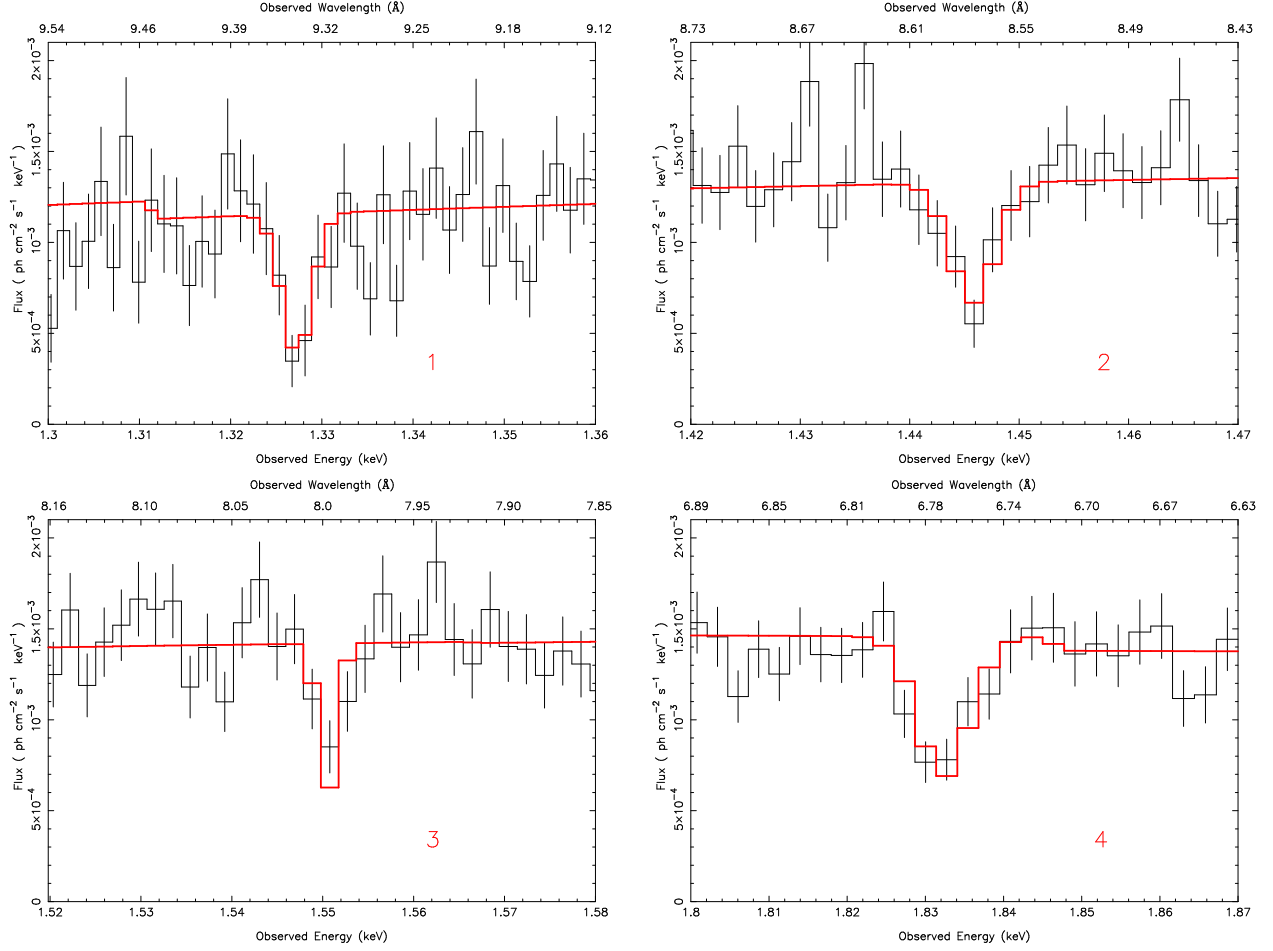 Observed Wavelength (Å)
9.54 9.46 9.39 9.32 9.25 9.18 9.12
Flux ( ph cm⁻² s⁻¹ keV⁻¹ )
2×10⁻³
1.5×10⁻³
10⁻³
5×10⁻⁴
0
1
1.3 1.31 1.32 1.33 1.34 1.35 1.36
Observed Energy (keV)
Observed Wavelength (Å)
8.73 8.67 8.61 8.55 8.49 8.43
Flux ( ph cm⁻² s⁻¹ keV⁻¹ )
2×10⁻³
1.5×10⁻³
10⁻³
5×10⁻⁴
0
2
1.42 1.43 1.44 1.45 1.46 1.47
Observed Energy (keV)
Observed Wavelength (Å)
8.16 8.10 8.05 8.0 7.95 7.90 7.85
Flux ( ph cm⁻² s⁻¹ keV⁻¹ )
2×10⁻³
1.5×10⁻³
10⁻³
5×10⁻⁴
0
3
1.52 1.53 1.54 1.55 1.56 1.57 1.58
Observed Energy (keV)
Observed Wavelength (Å)
6.89 6.85 6.81 6.78 6.74 6.70 6.67 6.63
Flux ( ph cm⁻² s⁻¹ keV⁻¹ )
2×10⁻³
1.5×10⁻³
10⁻³
5×10⁻⁴
0
4
1.8 1.81 1.82 1.83 1.84 1.85 1.86 1.87
Observed Energy (keV)